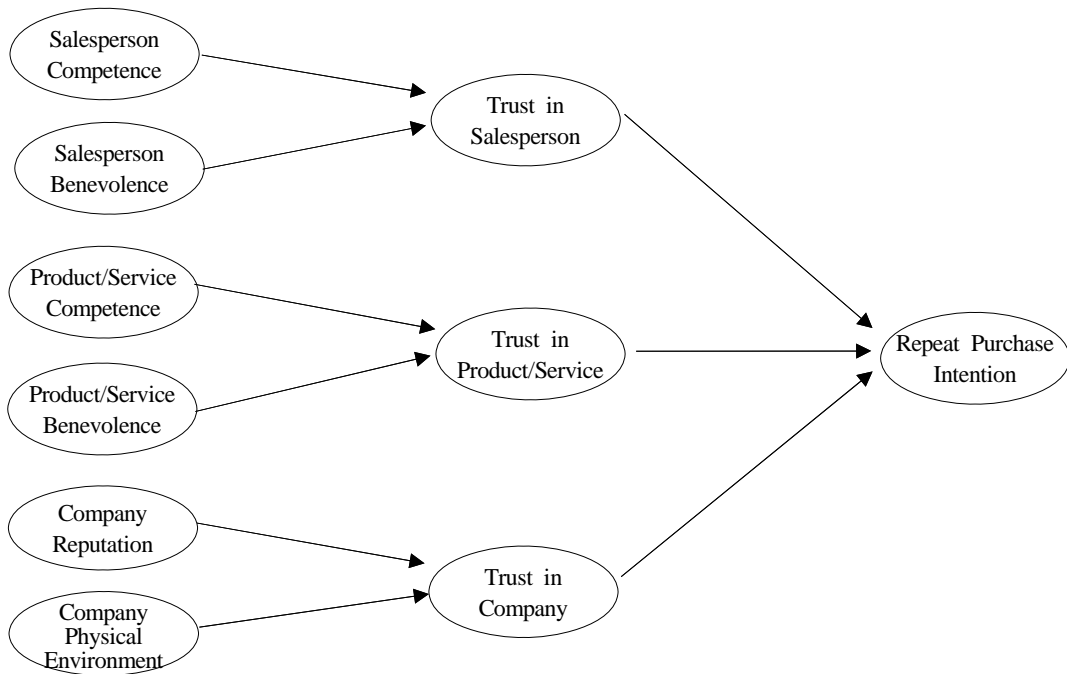 Salesperson
Competence
Salesperson
Benevolence
Product/Service
Competence
Product/Service
Benevolence
Company
Reputation
Company
Physical
Environment
Trust in
Salesperson
Trust in
Product/Service
Trust in
Company
Repeat Purchase
Intention